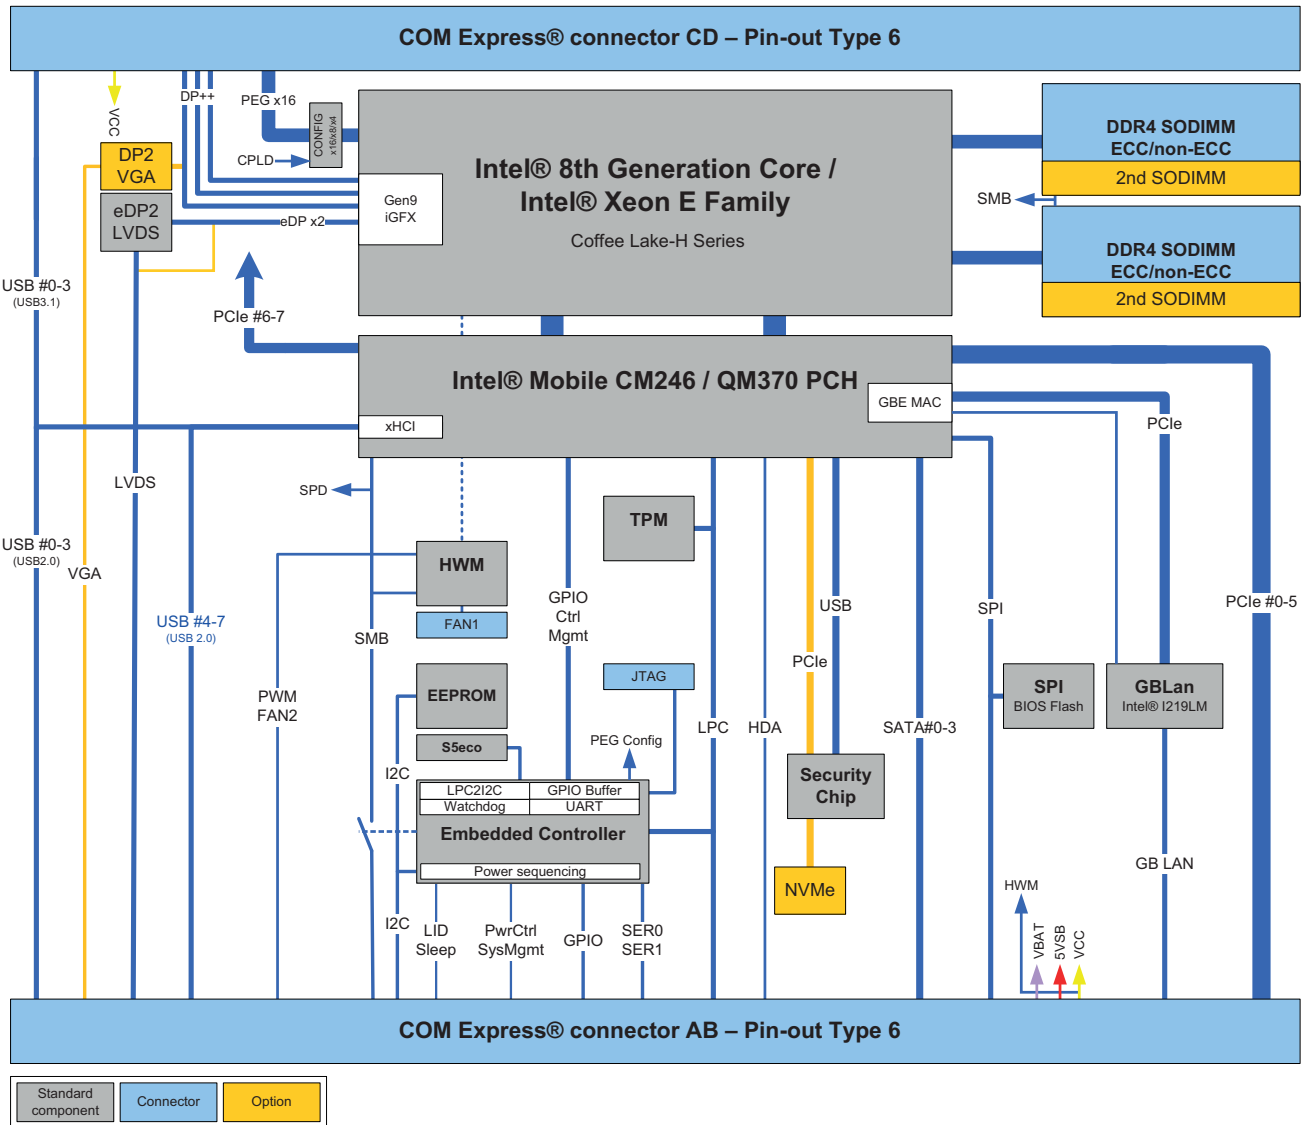 COM Express® connector CD – Pin-out Type 6
VCC
DP++
PEG x16
CONFIG
x16/x8/x4
CPLD
DP2
VGA
eDP2
LVDS
eDP x2
Gen9
iGFX
Intel® 8th Generation Core /
Intel® Xeon E Family
Coffee Lake-H Series
DDR4 SODIMM
ECC/non-ECC
2nd SODIMM
SMB
DDR4 SODIMM
ECC/non-ECC
2nd SODIMM
USB #0-3
(USB3.1)
PCIe #6-7
Intel® Mobile CM246 / QM370 PCH
GBE MAC
xHCI
PCIe
LVDS
SPD
TPM
USB #0-3
(USB2.0)
VGA
HWM
FAN1
USB #4-7
(USB 2.0)
SMB
GPIO
Ctrl
Mgmt
USB
SPI
PCIe #0-5
PCIe
JTAG
EEPROM
PWM
FAN2
S5eco
PEG Config
LPC
HDA
SATA#0-3
SPI
BIOS Flash
GBLan
Intel® I219LM
I2C
LPC2I2C
GPIO Buffer
Watchdog
UART
Embedded Controller
Power sequencing
Security
Chip
NVMe
GB LAN
HWM
VBAT
5VSB
VCC
I2C
LID
Sleep
PwrCtrl
SysMgmt
GPIO
SER0
SER1
COM Express® connector AB – Pin-out Type 6
Standard
component
Connector
Option